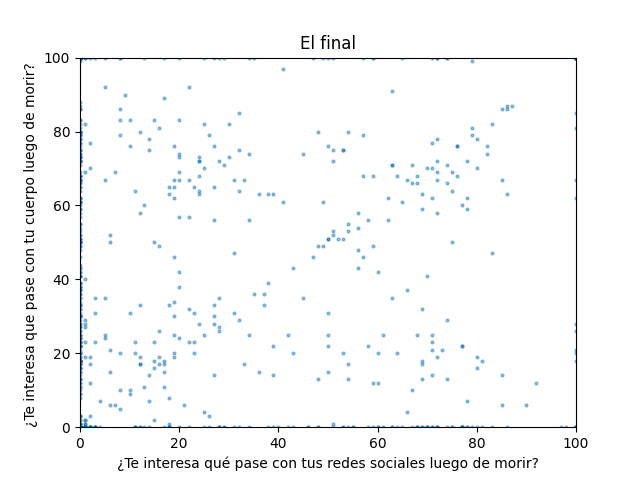 El final
¿Te interesa que pase con tu cuerpo luego de morir?
100
80
60
40
20
0
0 20 40 60 80 100
¿Te interesa qué pase con tus redes sociales luego de morir?